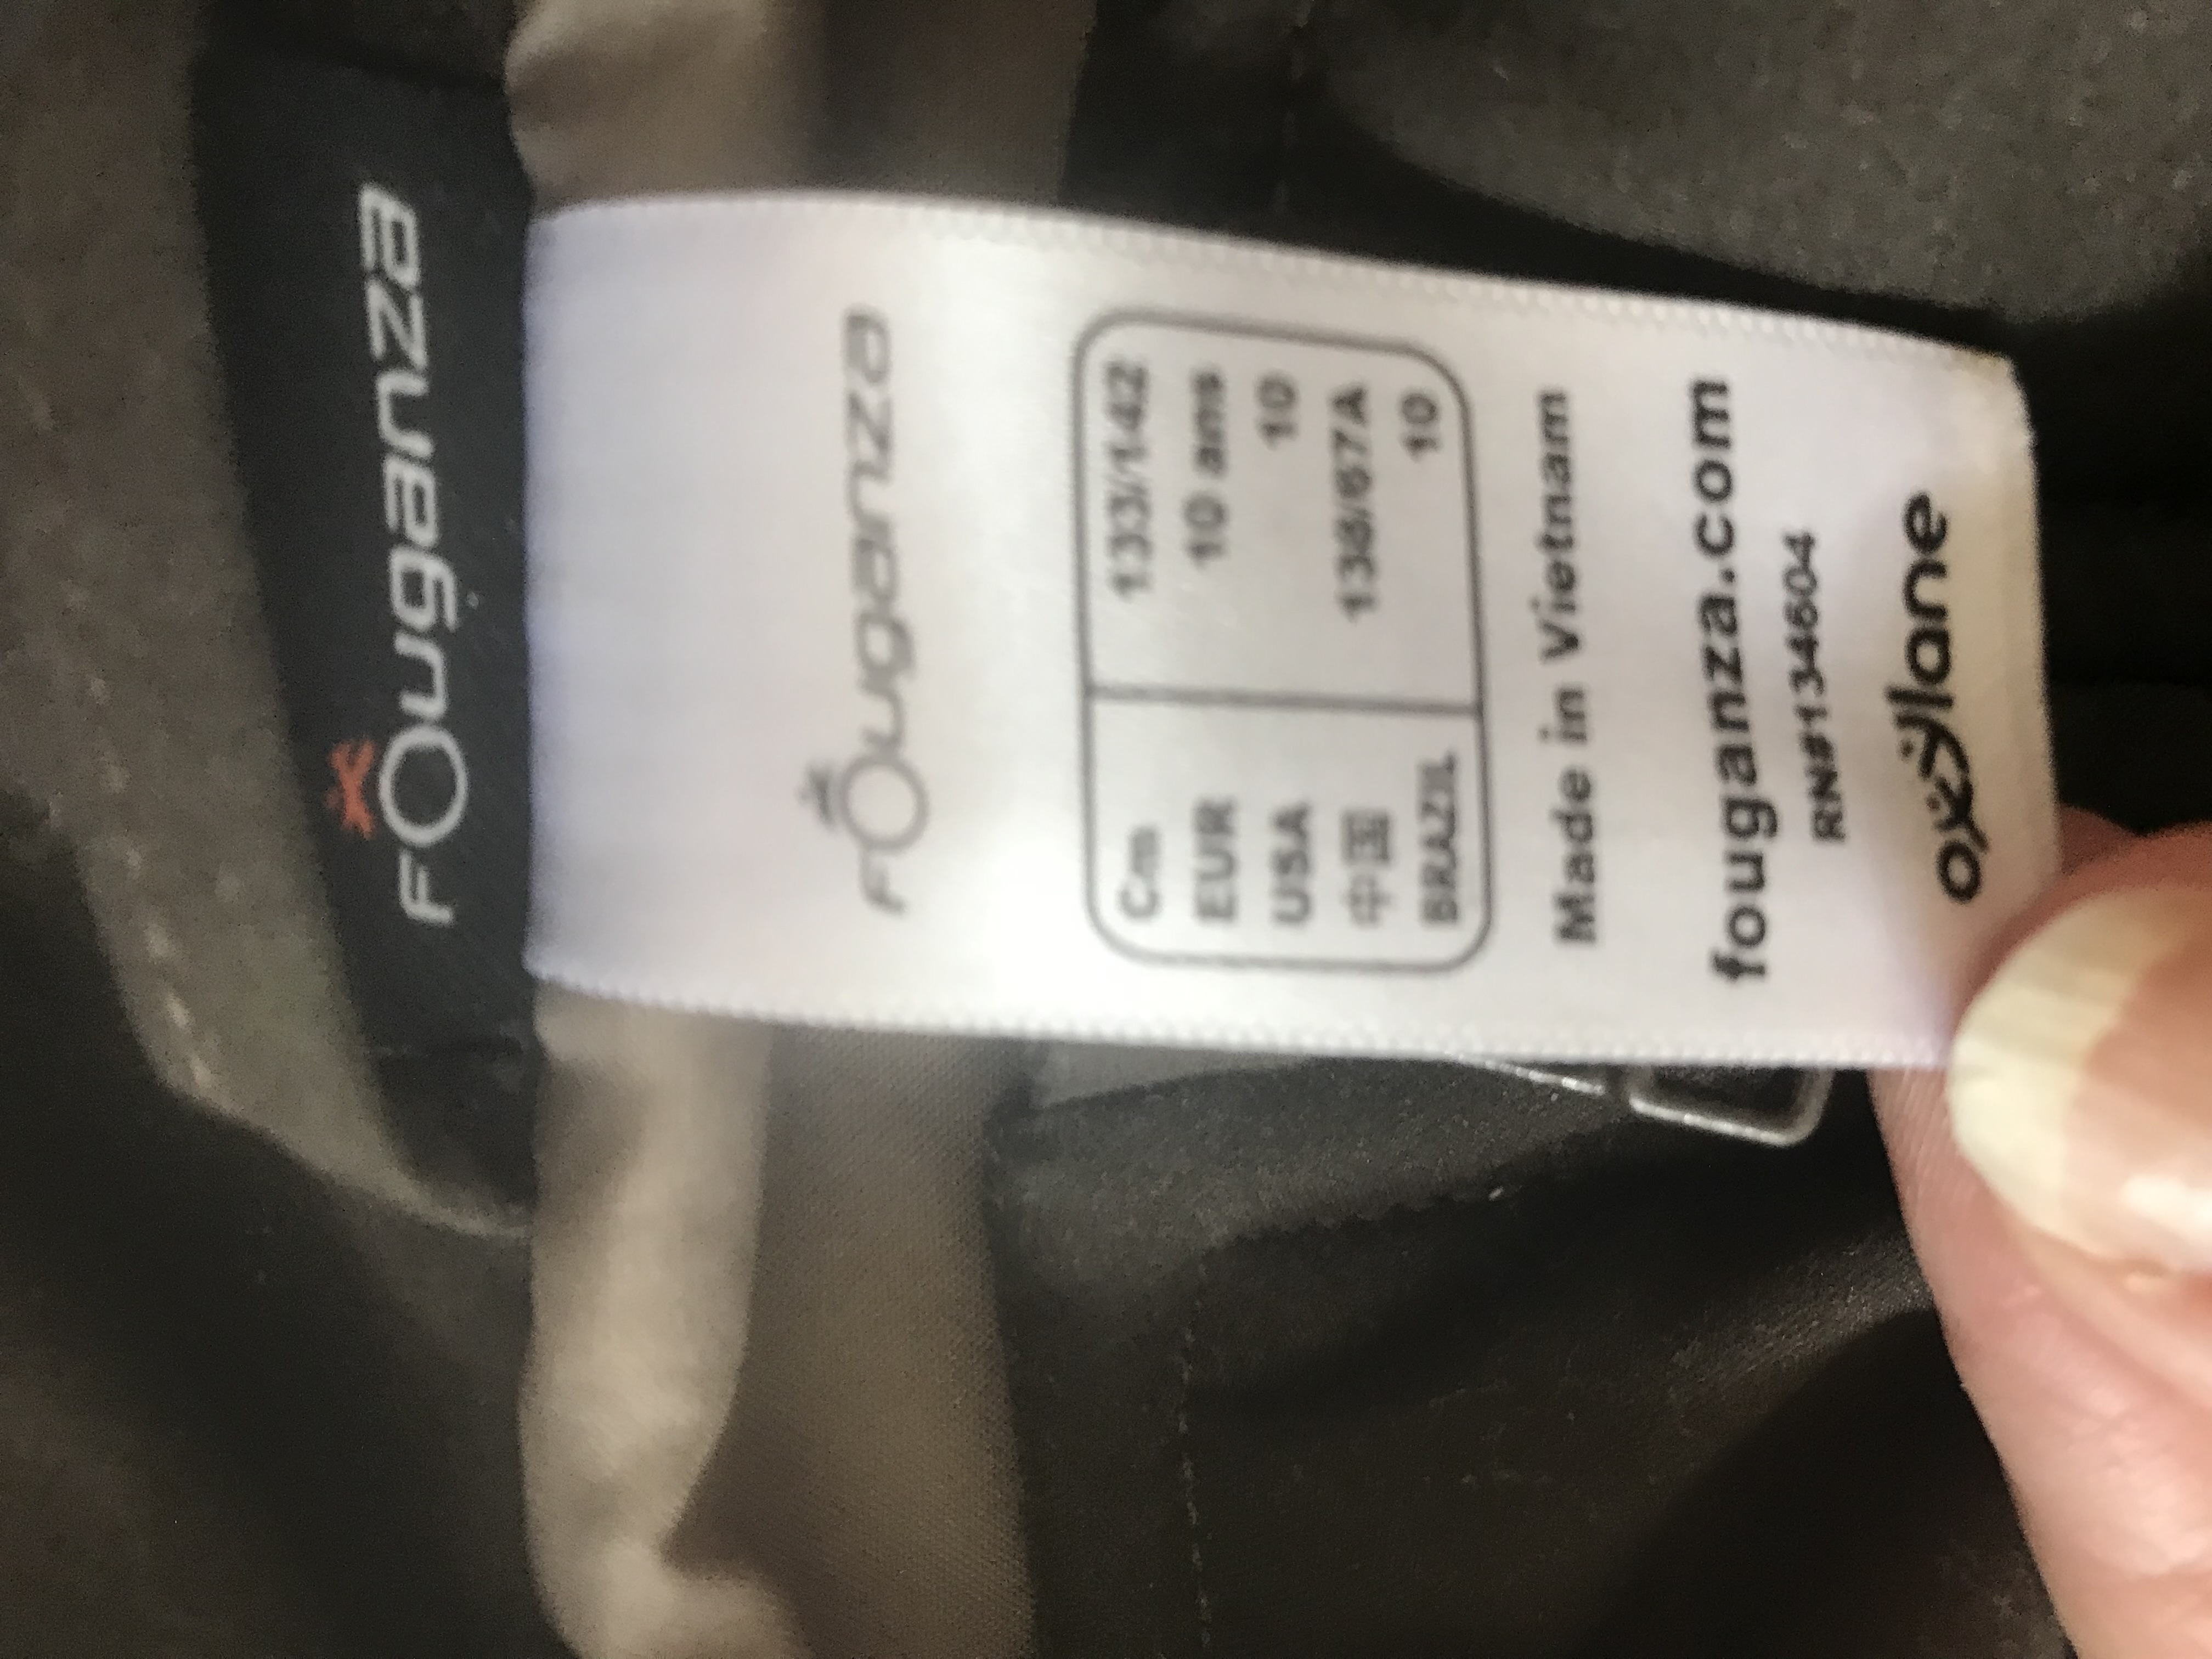 Fouganza
Fouganza
Cm 133/142
EUR 10 ans
USA 10
中国 138/67A
BRAZIL 10
Made in Vietnam
fouganza.com
RN#134604
oxylane